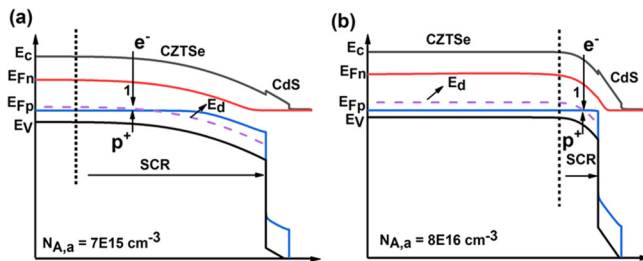 (a)
E_C
CZTSe
e⁻
E_Fn
CdS
1
E_Fp
E_d
E_V
p⁺
SCR
N_A,a = 7E15 cm⁻³
(b)
E_C
CZTSe
e⁻
E_Fn
CdS
E_d
1
E_Fp
E_V
p⁺
SCR
N_A,a = 8E16 cm⁻³